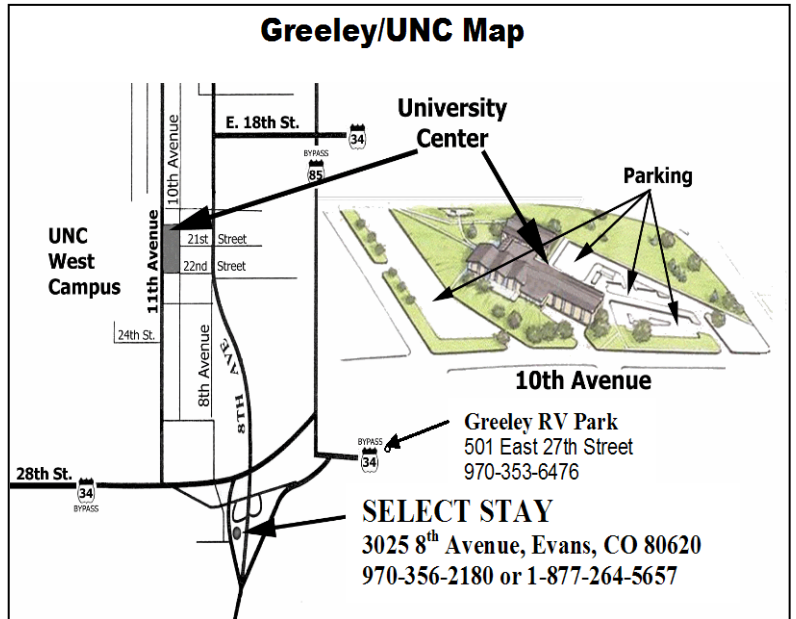 Greeley/UNC Map
University
Center
E. 18th St.
34
BYPASS
85
Parking
10th Avenue
11th Avenue
UNC
West
Campus
21st Street
22nd Street
24th St.
8th Avenue
8TH AVE.
10th Avenue
Greeley RV Park
501 East 27th Street
970-353-6476
BYPASS
34
28th St.
34
BYPASS
SELECT STAY
3025 8th Avenue, Evans, CO 80620
970-356-2180 or 1-877-264-5657